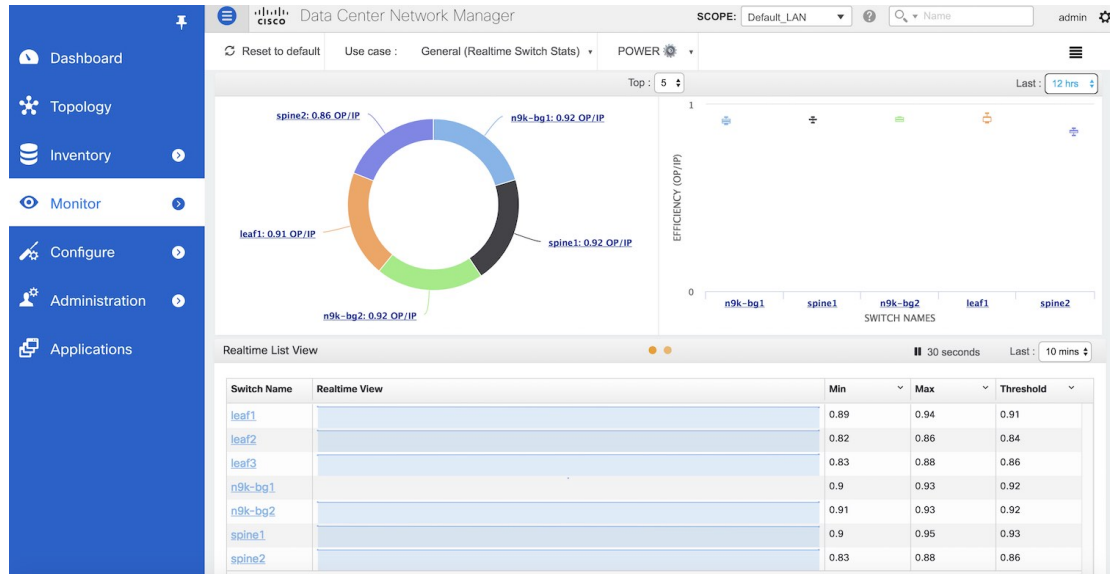 cisco Data Center Network Manager SCOPE: Default_LAN Name admin
Dashboard
Topology
Inventory
Monitor
Configure
Administration
Applications
Reset to default Use case : General (Realtime Switch Stats) POWER
Top : 5 Last : 12 hrs
spine2: 0.86 OP/IP
n9k-bg1: 0.92 OP/IP
leaf1: 0.91 OP/IP
spine1: 0.92 OP/IP
n9k-bg2: 0.92 OP/IP
1
EFFICIENCY (OP/IP)
0
n9k-bg1 spine1 n9k-bg2 leaf1 spine2
SWITCH NAMES
Realtime List View 30 seconds Last : 10 mins
Switch Name Realtime View Min Max Threshold
leaf1 0.89 0.94 0.91
leaf2 0.82 0.86 0.84
leaf3 0.83 0.88 0.86
n9k-bg1 0.9 0.93 0.92
n9k-bg2 0.91 0.93 0.92
spine1 0.9 0.95 0.93
spine2 0.83 0.88 0.86